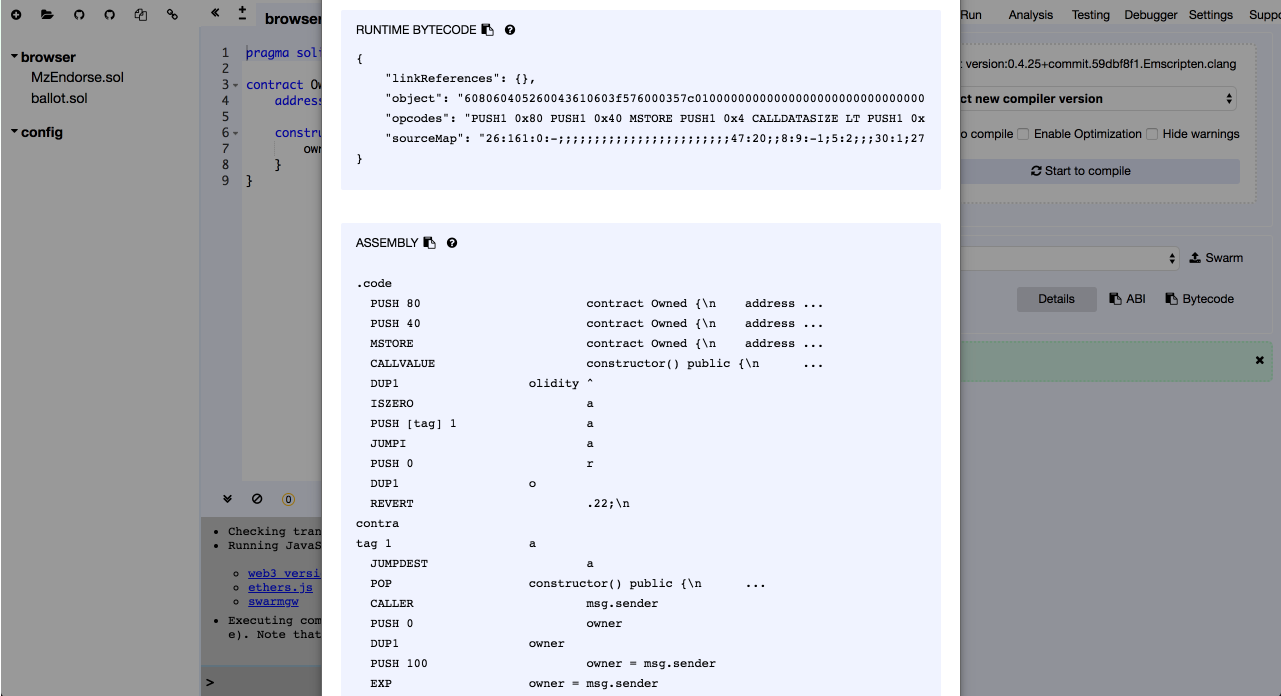 browser
Run Analysis Testing Debugger Settings Suppo
browser
MzEndorse.sol
ballot.sol
config
1 pragma soli
2
3 contract Ow
4 address
5
6 constru
7 own
8 }
9 }
0
Checking tran
Running JavaS
web3 versi
ethers.js
swarmgw
Executing com
e). Note that
>
RUNTIME BYTECODE
{
"linkReferences": {},
"object": "608060405260043610603f576000357c0100000000000000000000000000000000
"opcodes": "PUSH1 0x80 PUSH1 0x40 MSTORE PUSH1 0x4 CALLDATASIZE LT PUSH1 0x
"sourceMap": "26:161:0:-;;;;;;;;;;;;;;;;;;;;;;;;;47:20;;8:9:-1;5:2;;;30:1;27
}
ASSEMBLY
.code
PUSH 80 contract Owned {\n address ...
PUSH 40 contract Owned {\n address ...
MSTORE contract Owned {\n address ...
CALLVALUE constructor() public {\n ...
DUP1 olidity ^
ISZERO a
PUSH [tag] 1 a
JUMPI a
PUSH 0 r
DUP1 o
REVERT .22;\n
contra
tag 1 a
JUMPDEST a
POP constructor() public {\n ...
CALLER msg.sender
PUSH 0 owner
DUP1 owner
PUSH 100 owner = msg.sender
EXP owner = msg.sender
: version:0.4.25+commit.59dbf8f1.Emscripten.clang
ct new compiler version
o compile Enable Optimization Hide warnings
Start to compile
Swarm
Details ABI Bytecode